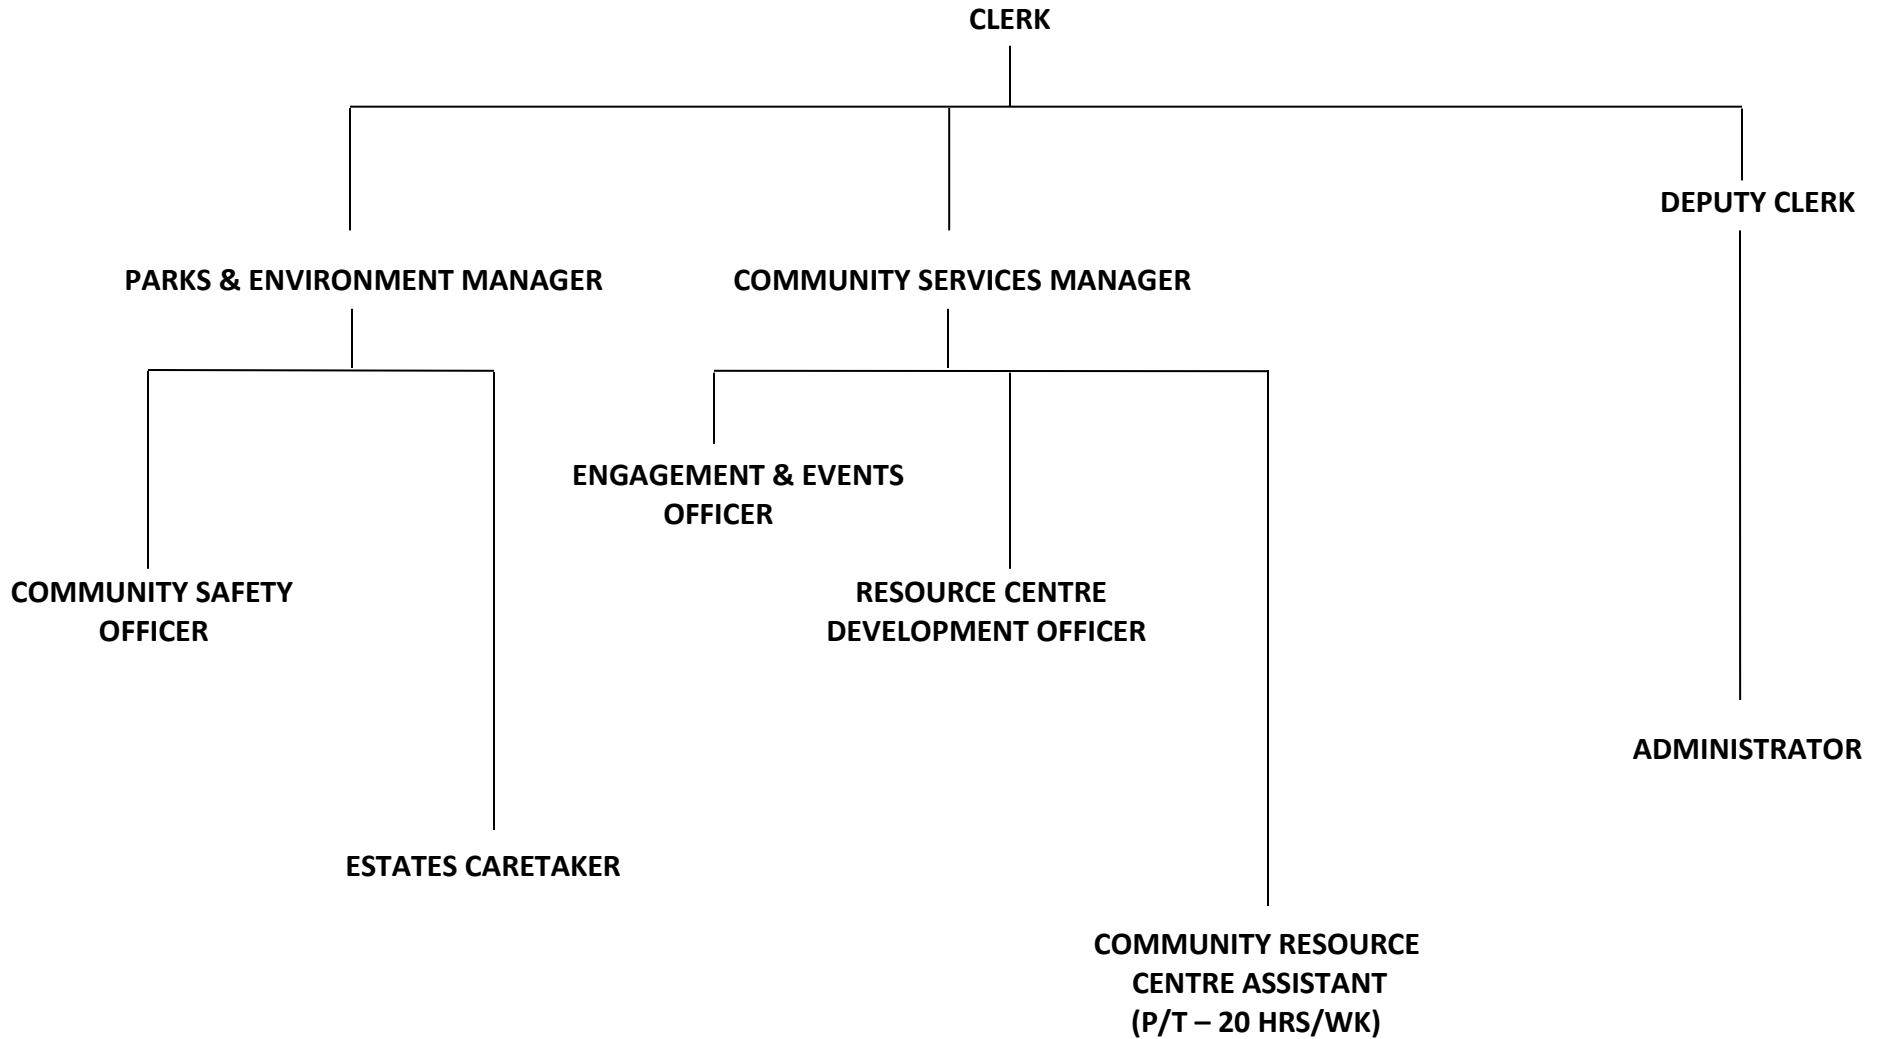 CLERK
DEPUTY CLERK
PARKS & ENVIRONMENT MANAGER
COMMUNITY SERVICES MANAGER
ENGAGEMENT & EVENTS
OFFICER
COMMUNITY SAFETY
OFFICER
RESOURCE CENTRE
DEVELOPMENT OFFICER
ADMINISTRATOR
ESTATES CARETAKER
COMMUNITY RESOURCE
CENTRE ASSISTANT
(P/T – 20 HRS/WK)